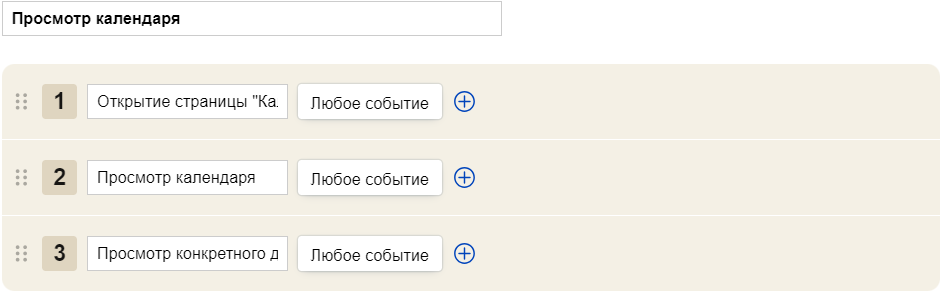 Просмотр календаря
1 Открытие страницы "Ка Любое событие
2 Просмотр календаря Любое событие
3 Просмотр конкретного д Любое событие